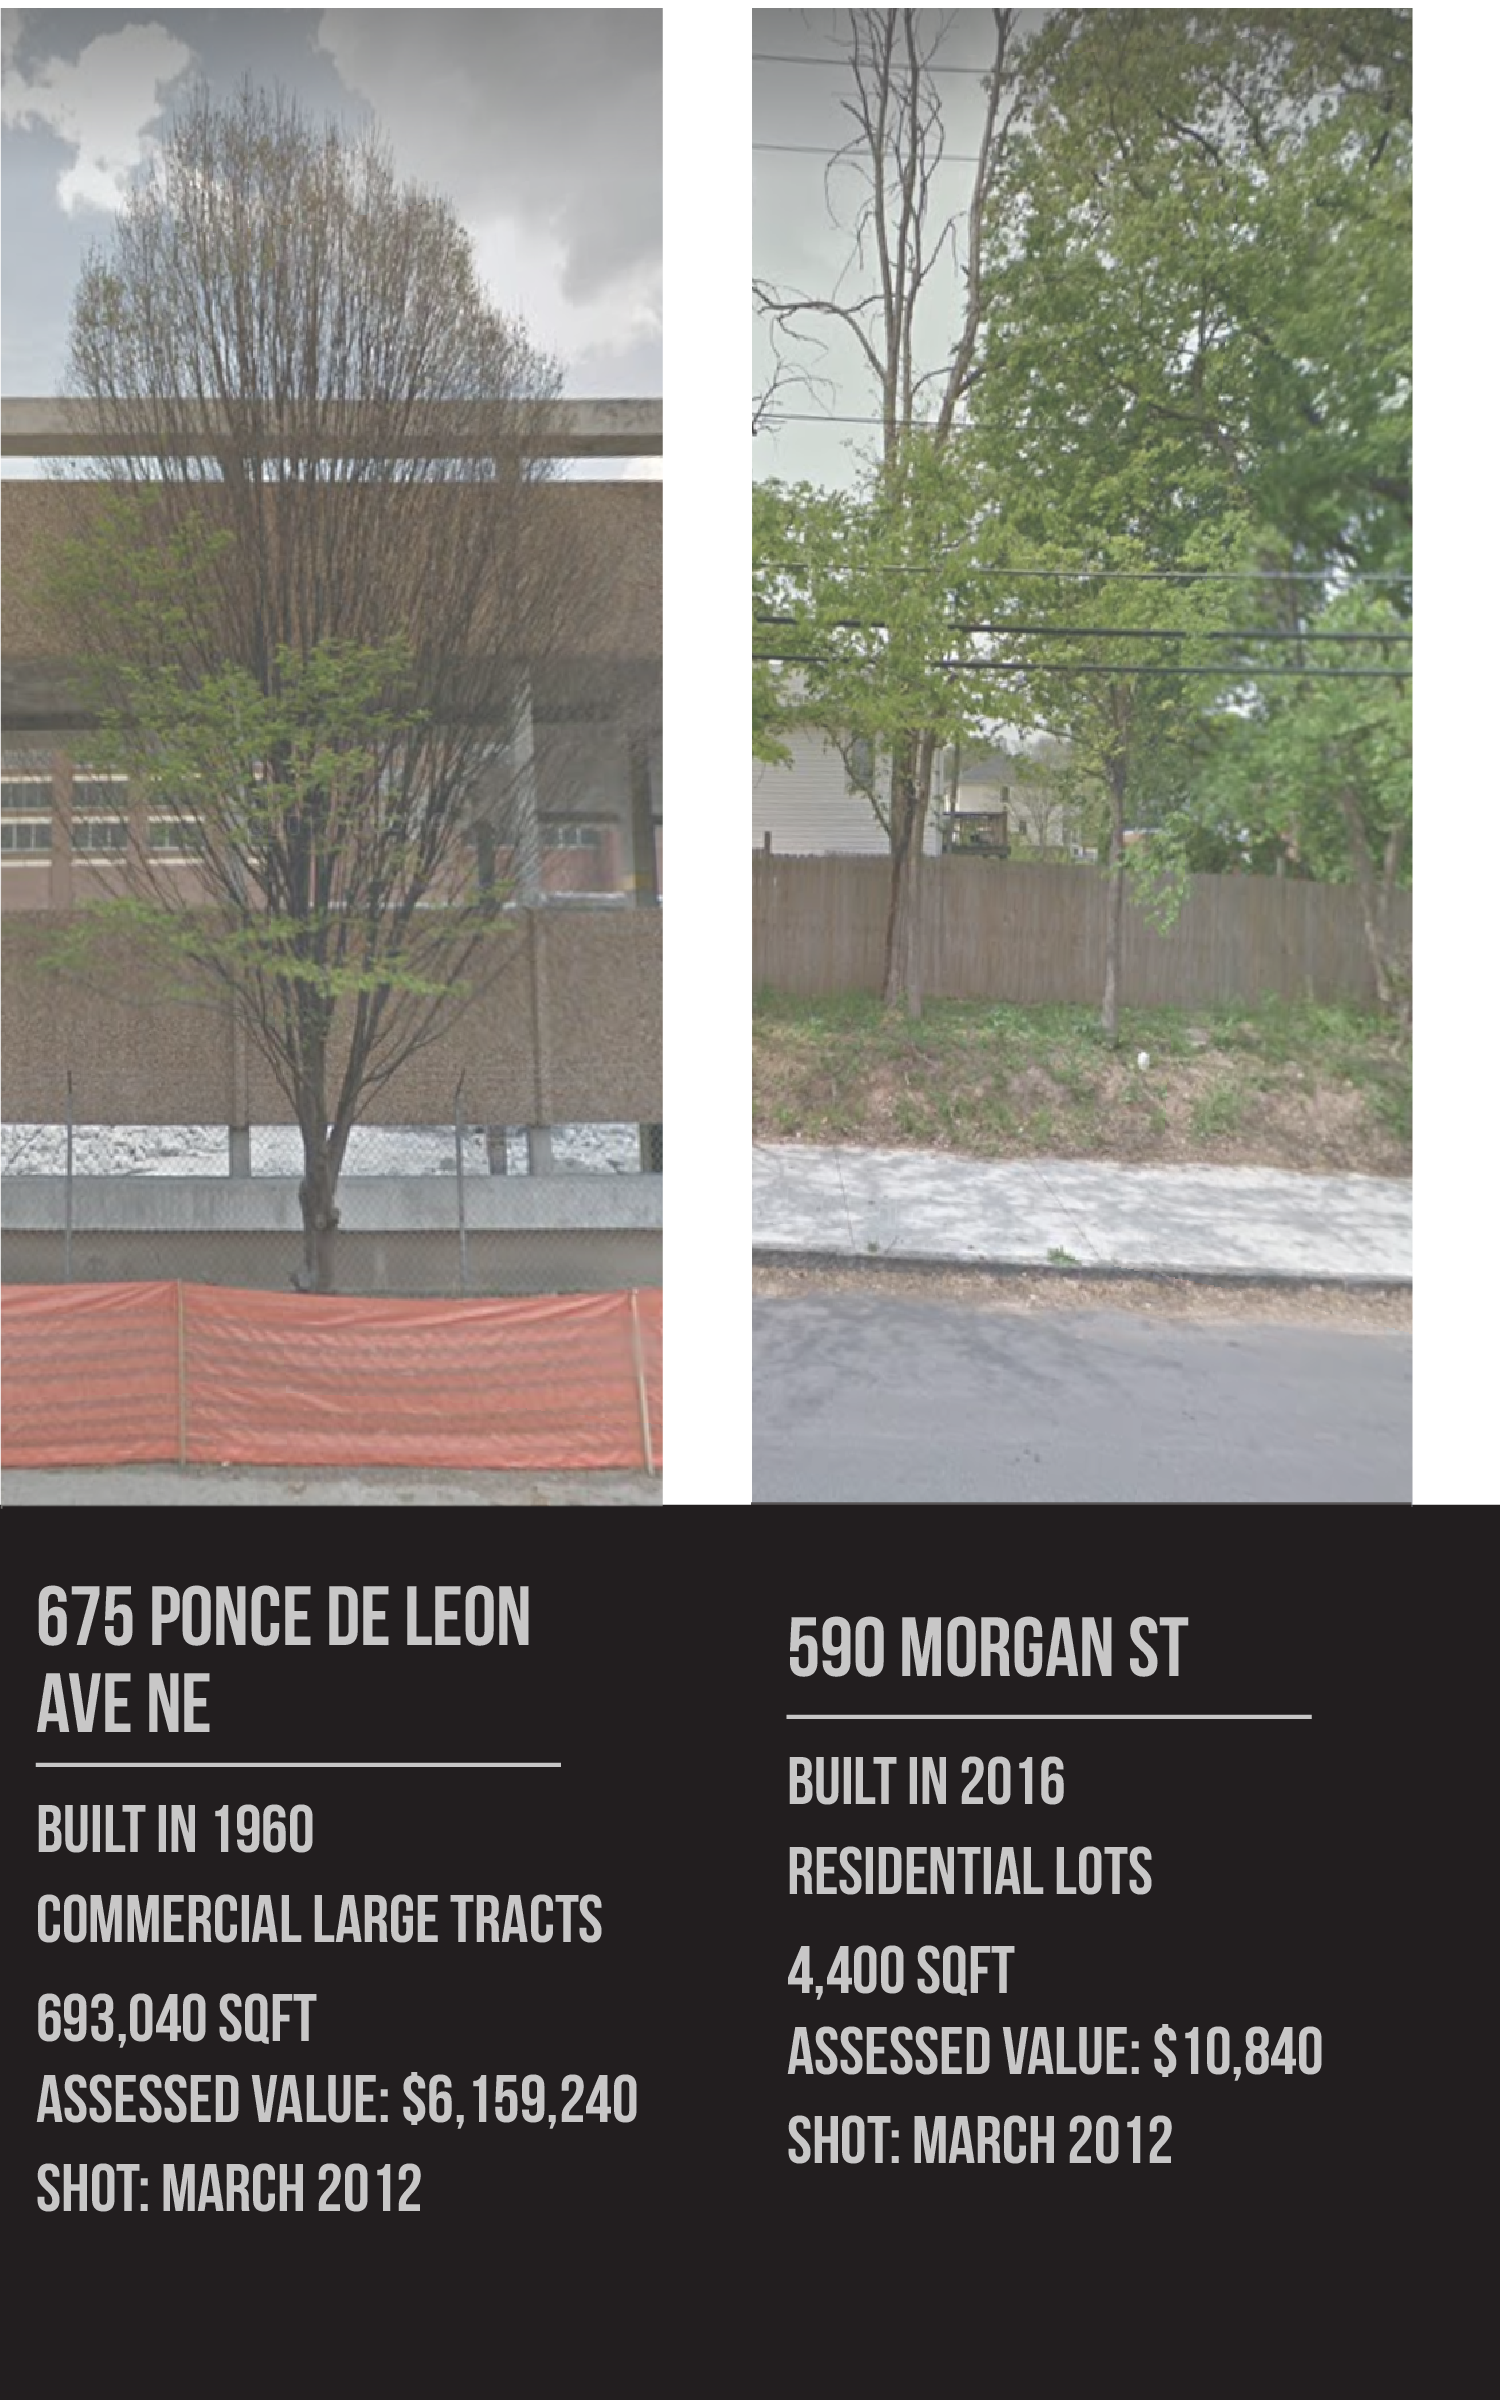 675 PONCE DE LEON
AVE NE
BUILT IN 1960
COMMERCIAL LARGE TRACTS
693,040 SQFT
ASSESSED VALUE: $6,159,240
SHOT: MARCH 2012
590 MORGAN ST
BUILT IN 2016
RESIDENTIAL LOTS
4,400 SQFT
ASSESSED VALUE: $10,840
SHOT: MARCH 2012